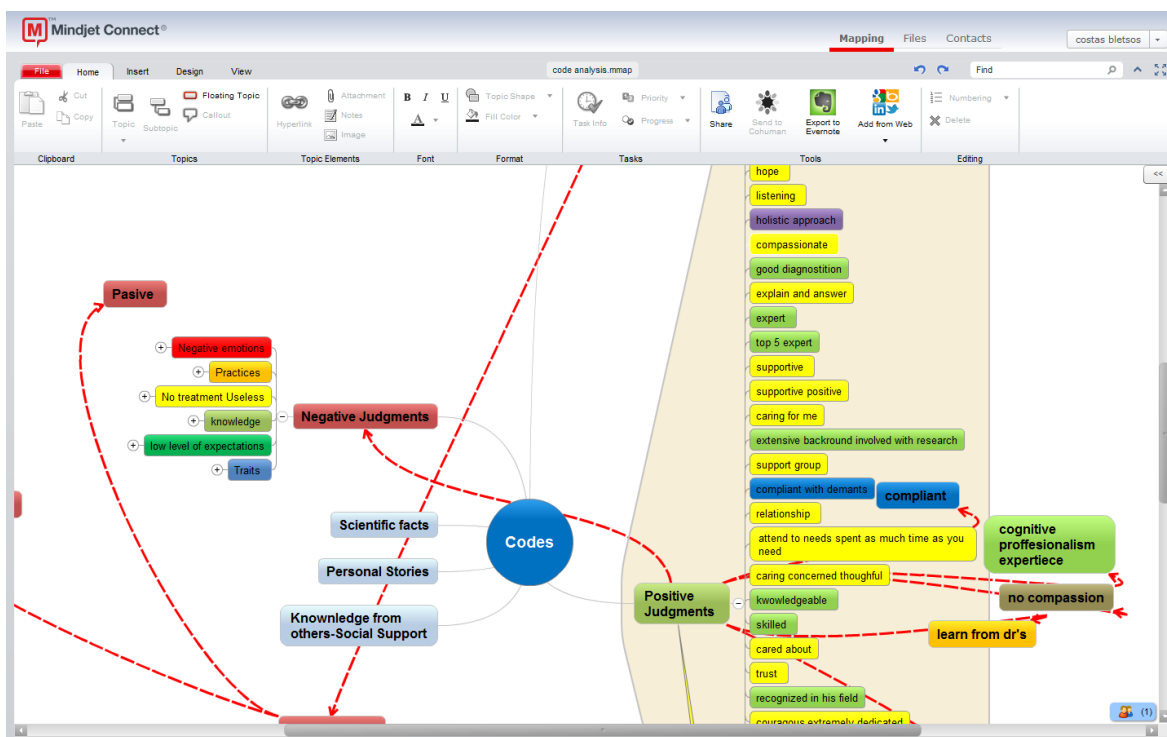 Mindjet Connect®
Mapping Files Contacts
costas bletsos
File Home Insert Design View
code analysis.mmap
Find
Paste
Cut
Copy
Topic
Subtopic
Floating Topic
Callout
Hyperlink
Attachment
Notes
Image
B I U
A
Topic Shape
Fill Color
Task Info
Priority
Progress
Share
Send to
Cohuman
Export to
Evernote
Add from Web
Numbering
Delete
Clipboard Topics Topic Elements Font Format Tasks Tools Editing
<<
hope
listening
holistic approach
compassionate
good diagnostition
explain and answer
expert
top 5 expert
supportive
supportive positive
caring for me
extensive backround involved with research
support group
compliant with demants
relationship
attend to needs spent as much time as you
need
caring concerned thoughful
kwowledgeable
skilled
cared about
trust
recognized in his field
couragous extremely dedicated
Pasive
Negative emotions
Practices
No treatment Useless
knowledge
low level of expectations
Traits
Negative Judgments
Scientific facts
Personal Stories
Knownledge from
others-Social Support
Codes
Positive
Judgments
compliant
cognitive
proffesionalism
expertiece
no compassion
learn from dr's
(1)